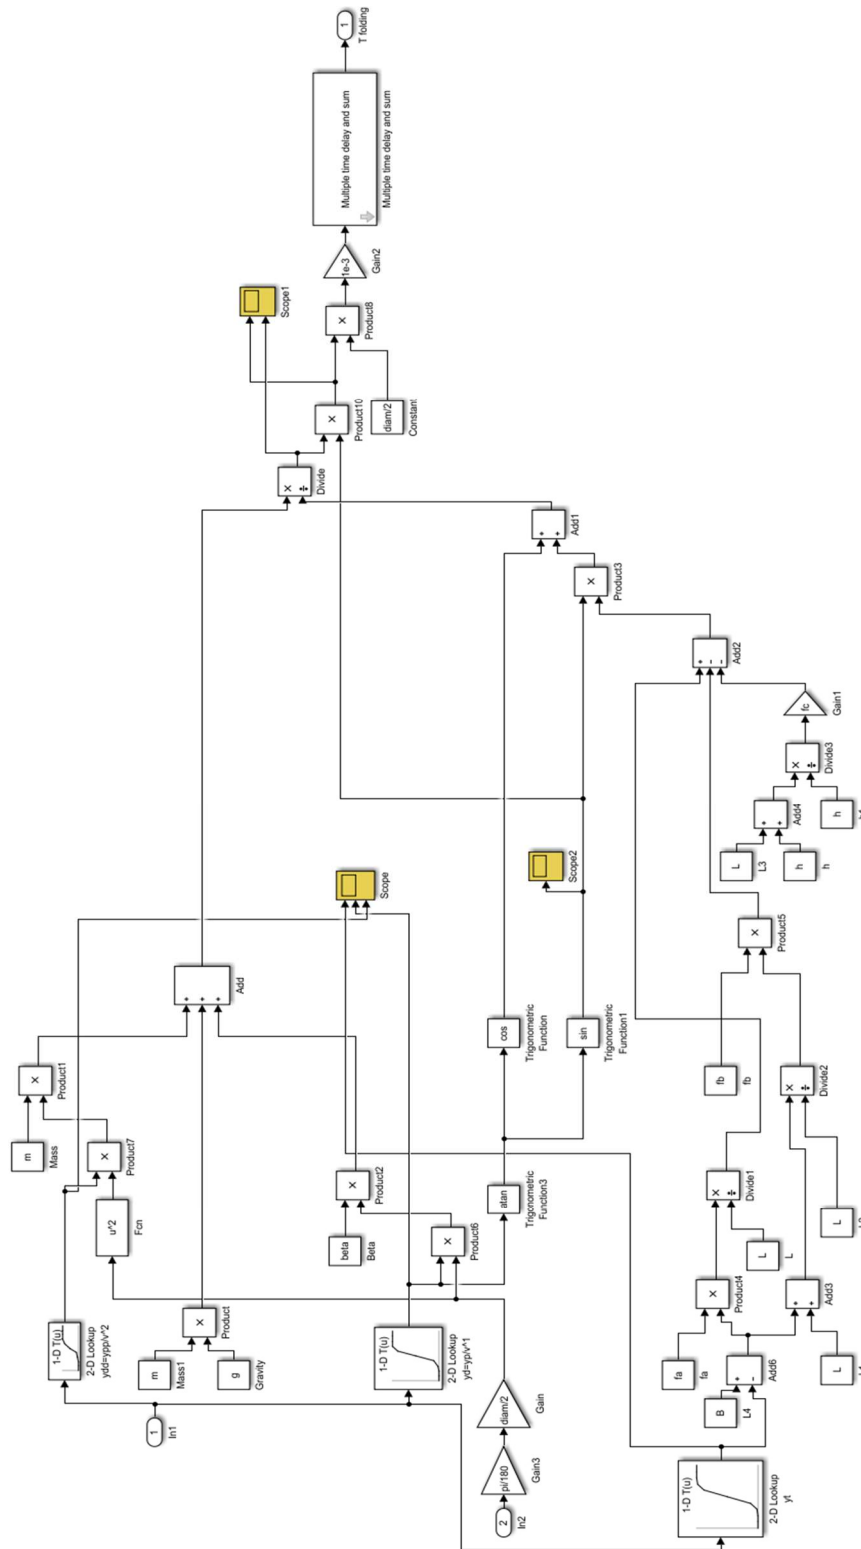 1
In1
2
In2
pi/180
Gain3
diam/2
Gain
1-D T(u)
2-D Lookup
ydd=ypp/v^2
m
Mass1
g
Gravity
×
Product
1-D T(u)
2-D Lookup
yd=yp/v^1
1-D T(u)
2-D Lookup
yt
u^2
Fcn
m
Mass
×
Product7
×
Product1
beta
Beta
×
Product6
×
Product2
+
+
+
Add
Scope
atan
Trigonometric
Function3
cos
Trigonometric
Function
sin
Trigonometric
Function1
Scope2
B
L4
+
−
Add6
fa
fa
×
Product4
L
L
×
÷
Divide1
L
+
+
Add3
L
×
÷
Divide2
fb
fb
×
Product5
L
L3
h
h
+
+
Add4
h
×
÷
Divide3
fc
Gain1
+
−
−
Add2
×
Product3
+
+
Add1
×
÷
Divide
×
Product10
diam/2
Constant
Scope1
×
Product8
1e-3
Gain2
Multiple time delay and sum
Multiple time delay and sum
1
T folding